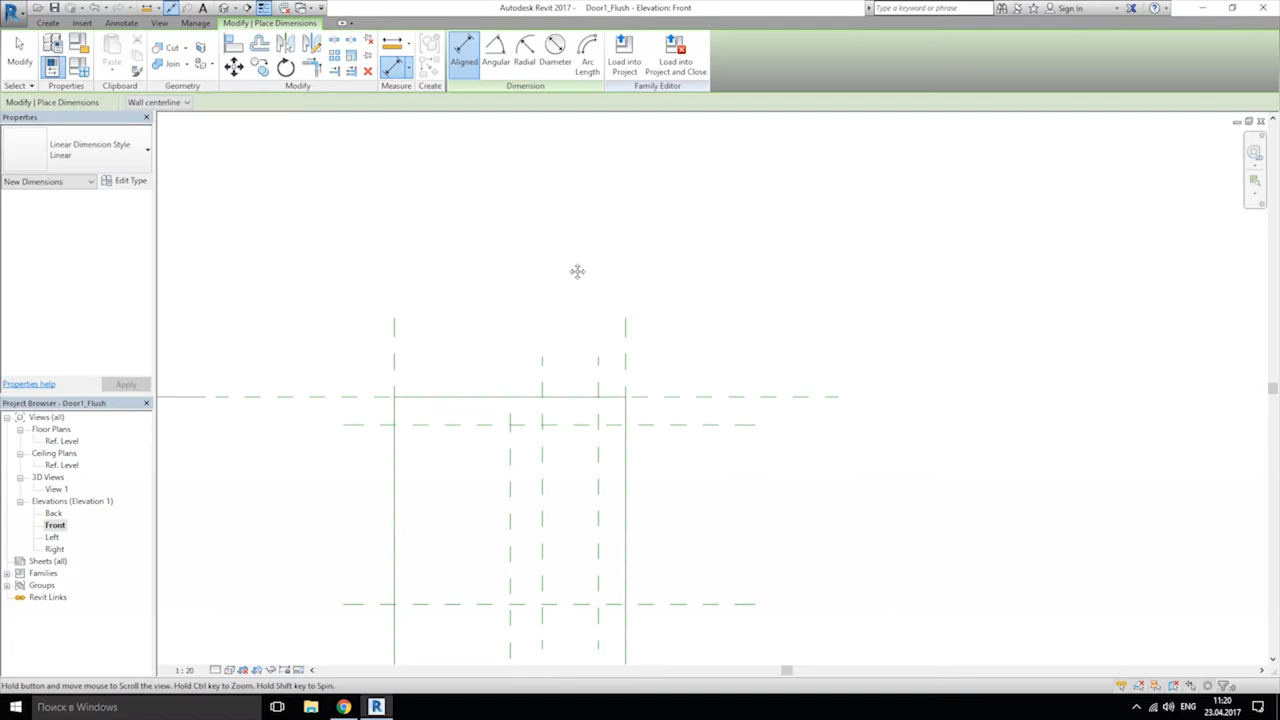 Autodesk Revit 2017 - Door1_Flush - Elevation: Front
Type a keyword or phrase
Sign In
Create Insert Annotate View Manage Modify | Place Dimensions
Modify
Paste
Cut
Join
Aligned Angular Radial Diameter Arc Length
Load into Project
Load into Project and Close
Select Properties Clipboard Geometry Modify Measure Create Dimension Family Editor
Modify | Place Dimensions Wall centerline
Properties
Linear Dimension Style
Linear
New Dimensions Edit Type
Properties help Apply
Project Browser - Door1_Flush
Views (all)
Floor Plans
Ref. Level
Ceiling Plans
Ref. Level
3D Views
View 1
Elevations (Elevation 1)
Back
Front
Left
Right
Sheets (all)
Families
Groups
Revit Links
1 : 20
Hold button and move mouse to Scroll the view. Hold Ctrl key to Zoom, Hold Shift key to Spin.
:0
Поиск в Windows
ENG
11:20
23.04.2017